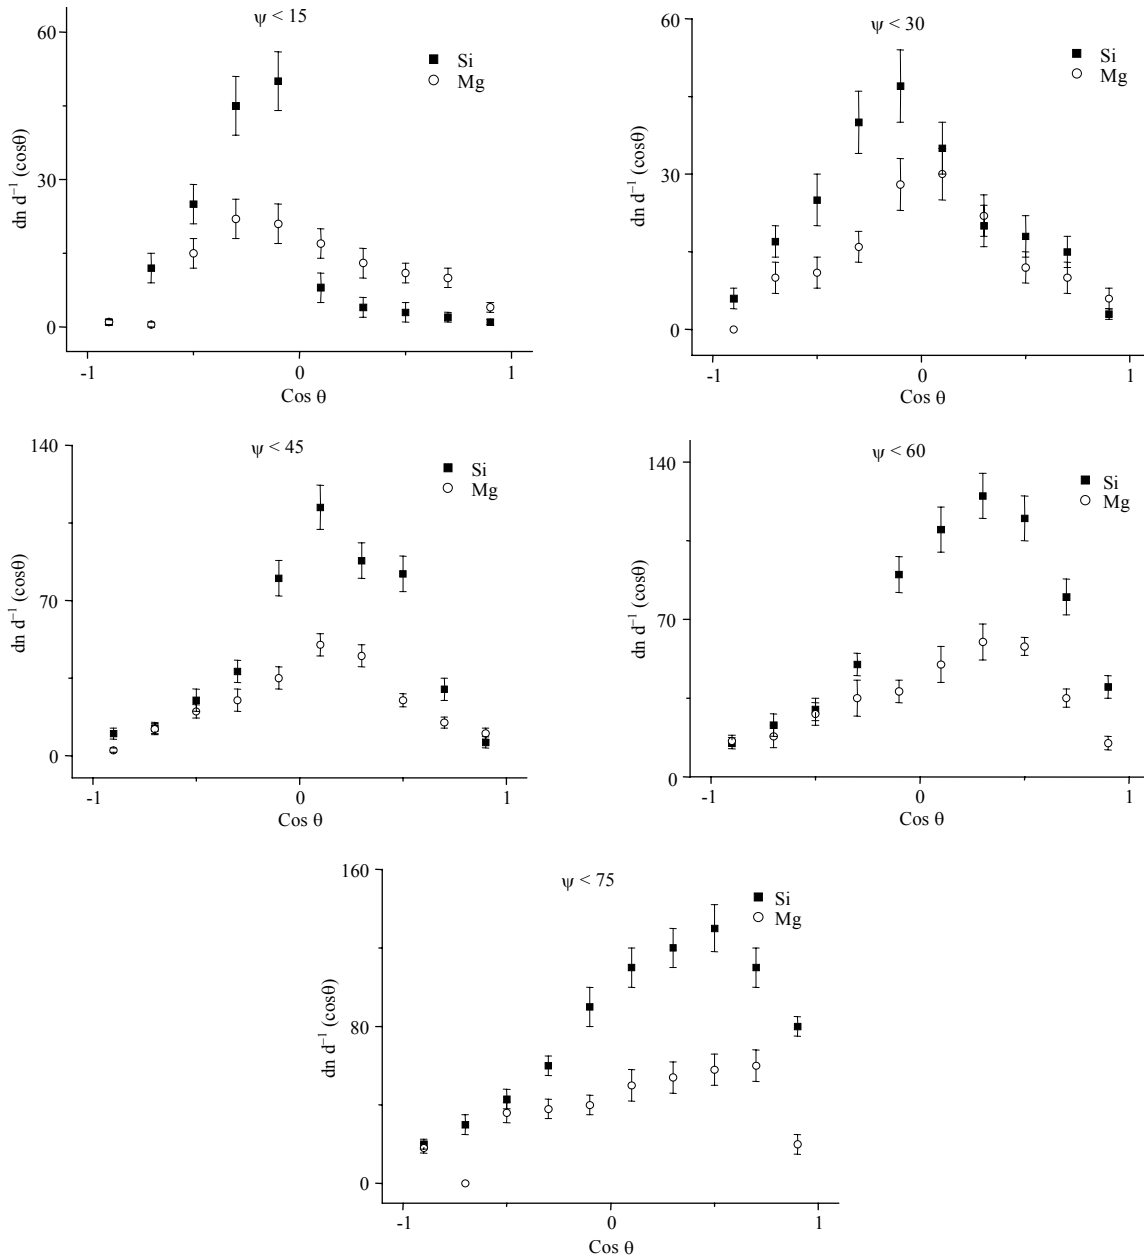 ψ < 15
60
30
0
Si
Mg
dn d⁻¹ (cosθ)
-1
0
1
Cos θ
ψ < 30
60
30
0
Si
Mg
dn d⁻¹ (cosθ)
-1
0
1
Cos θ
ψ < 45
140
70
0
Si
Mg
dn d⁻¹ (cosθ)
-1
0
1
Cos θ
ψ < 60
140
70
0
Si
Mg
dn d⁻¹ (cosθ)
-1
0
1
Cos θ
ψ < 75
160
80
0
Si
Mg
dn d⁻¹ (cosθ)
-1
0
1
Cos θ